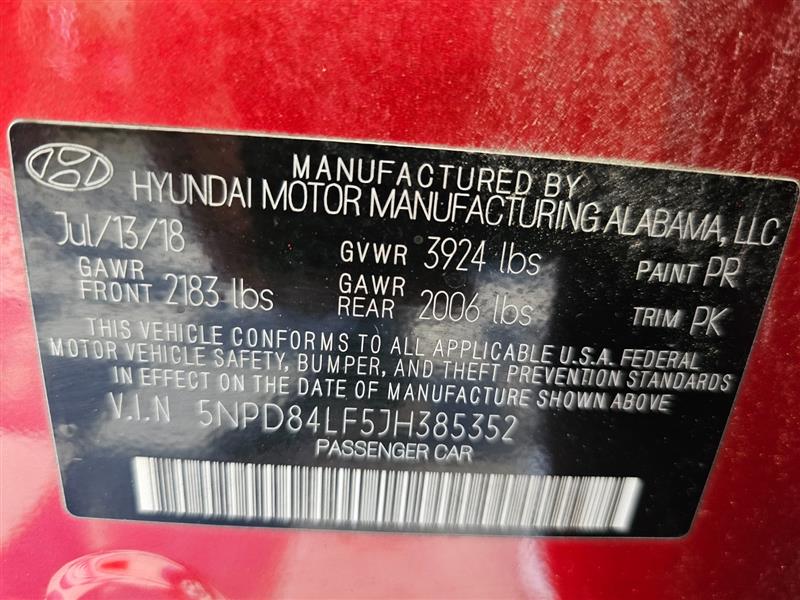 MANUFACTURED BY
HYUNDAI MOTOR MANUFACTURING ALABAMA, LLC
Jul/13/18 GVWR 3924 lbs PAINT PR
GAWR FRONT 2183 lbs GAWR REAR 2006 lbs TRIM PK
THIS VEHICLE CONFORMS TO ALL APPLICABLE U.S.A. FEDERAL
MOTOR VEHICLE SAFETY, BUMPER, AND THEFT PREVENTION STANDARDS
IN EFFECT ON THE DATE OF MANUFACTURE SHOWN ABOVE
V.I.N 5NPD84LF5JH385352
PASSENGER CAR